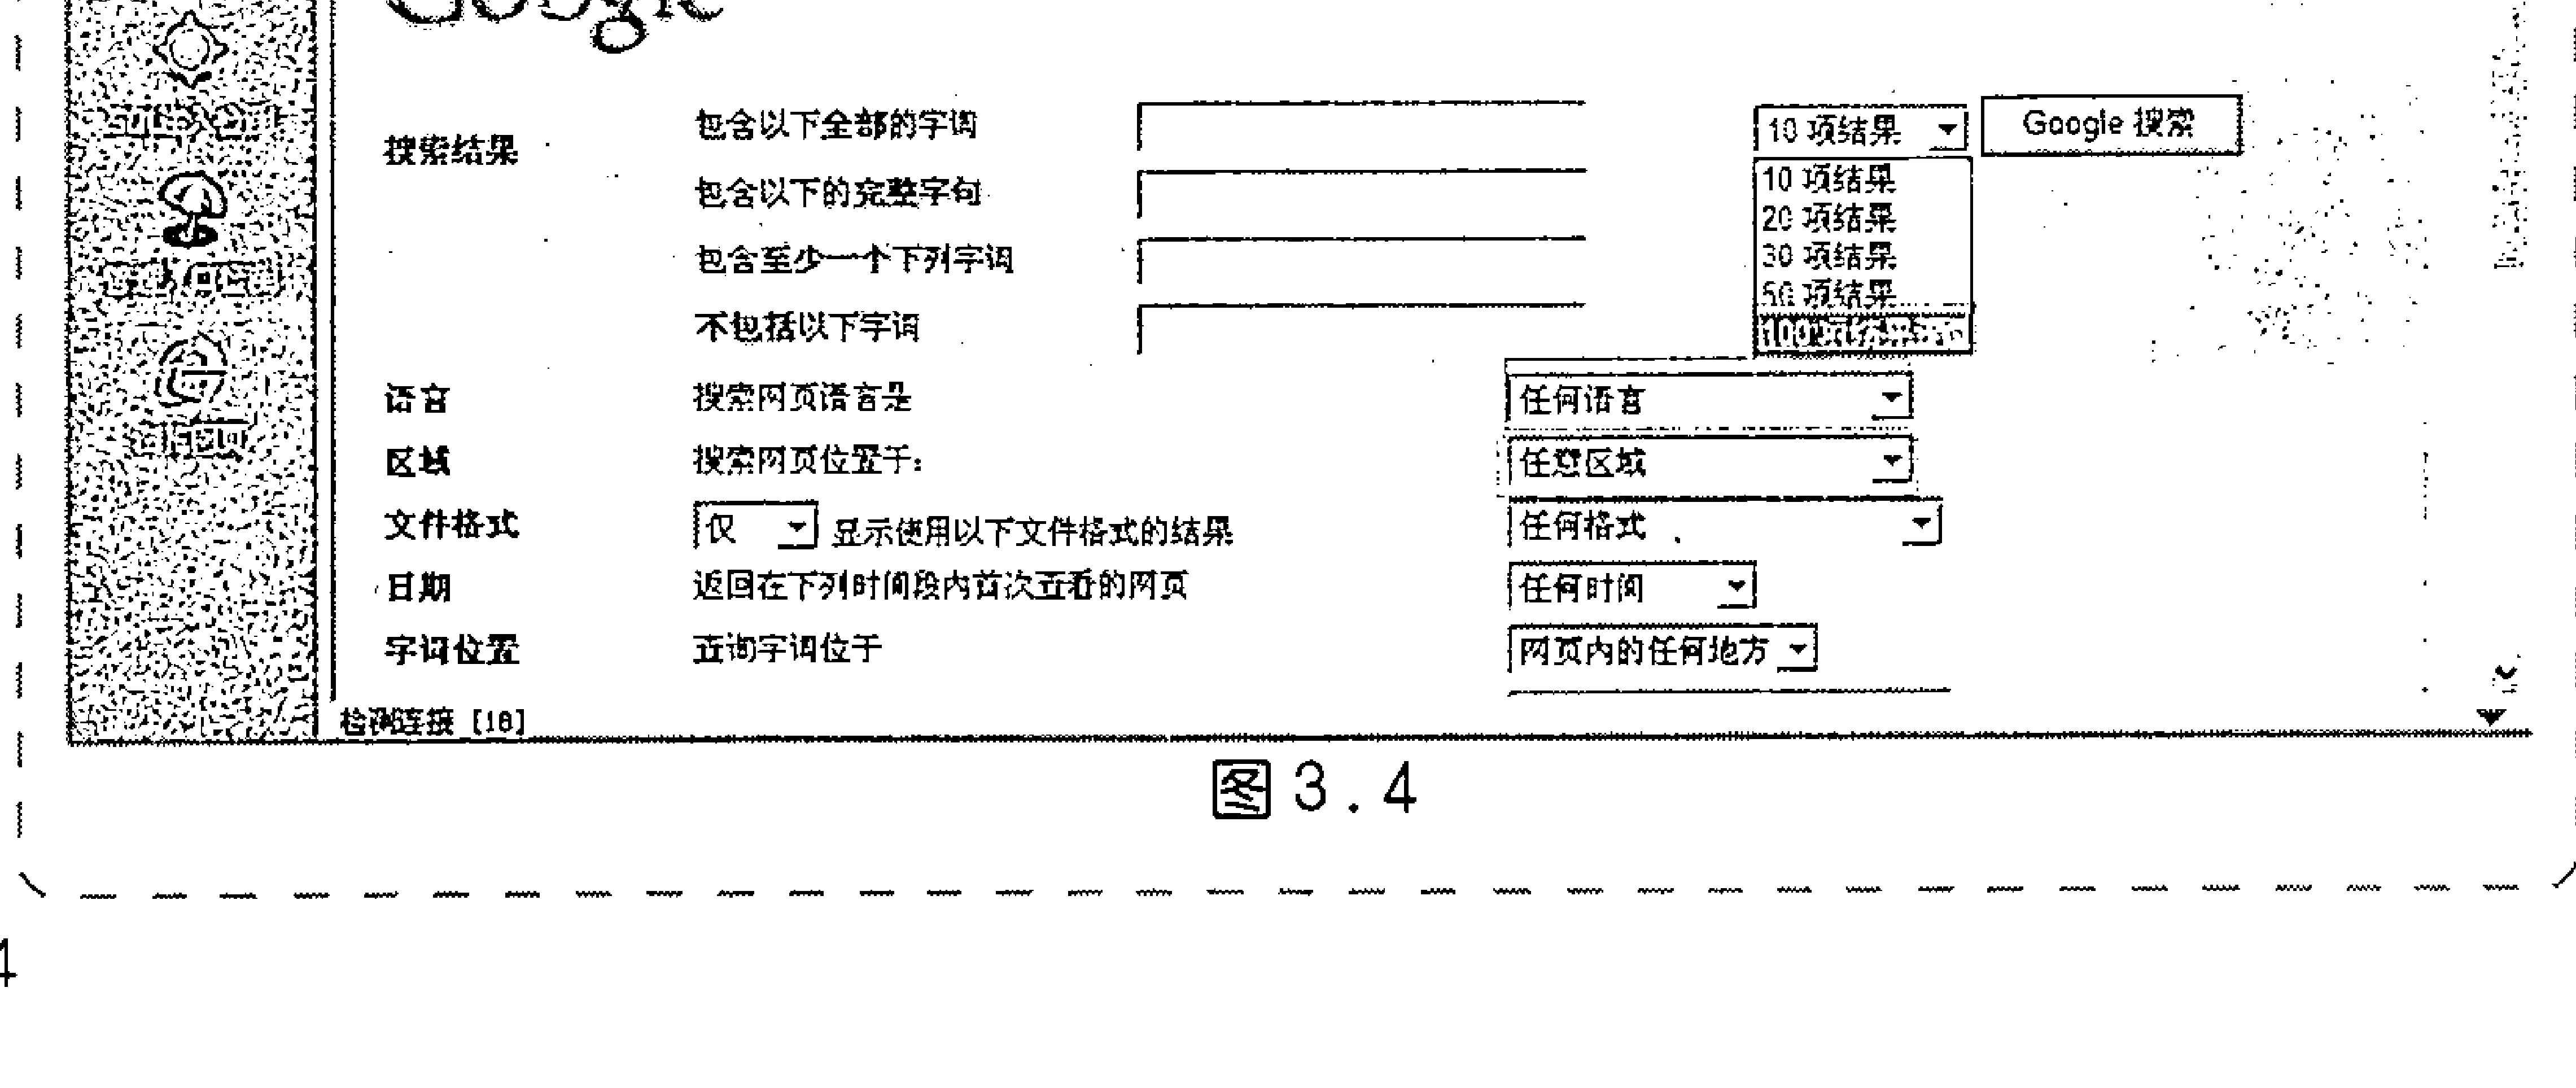 Google
搜索结果
包含以下全部的字词
10 项结果
Google 搜索
包含以下的完整字句
10 项结果
20 项结果
包含至少一个下列字词
30 项结果
50 项结果
不包括以下字词
100 项结果
语言 搜索网页语言是 任何语言
区域 搜索网页位置于: 任意区域
文件格式 仅 显示使用以下文件格式的结果 任何格式
日期 返回在下列时间段内首次查看的网页 任何时间
字词位置 查询字词位于 网页内的任何地方
检测连接 [18]
图 3.4
4